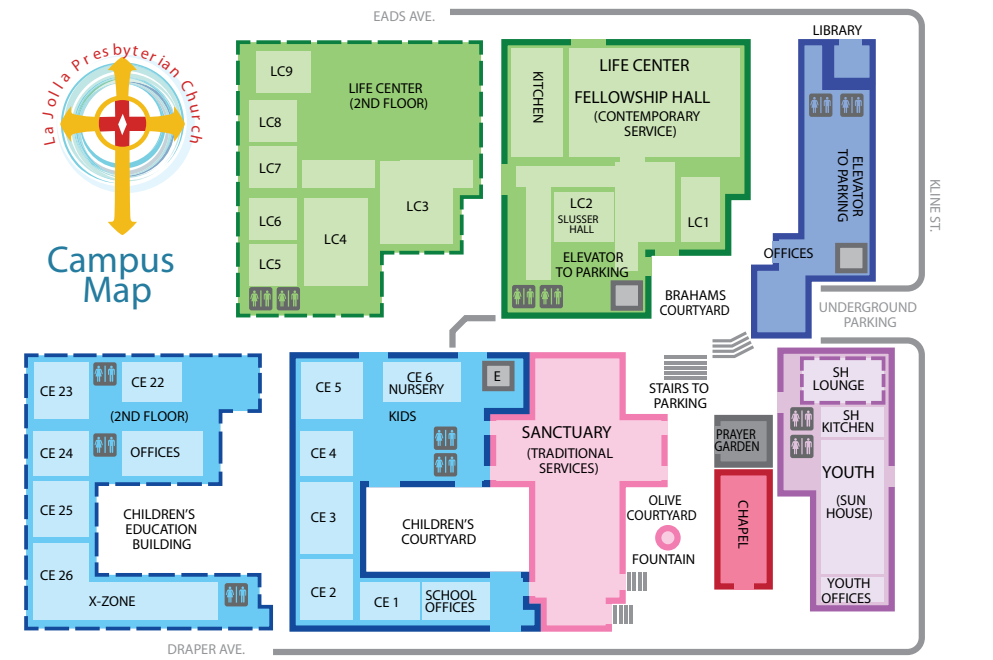 La Jolla Presbyterian Church
Campus
Map
EADS AVE.
LC9
LIFE CENTER
(2ND FLOOR)
LC8
LC7
LC6
LC5
LC4
LC3
KITCHEN
LIFE CENTER
FELLOWSHIP HALL
(CONTEMPORARY
SERVICE)
LC2
SLUSSER
HALL
LC1
ELEVATOR
TO PARKING
BRAHAMS
COURTYARD
LIBRARY
ELEVATOR
TO PARKING
OFFICES
KLINE ST.
UNDERGROUND
PARKING
CE 23
CE 22
(2ND FLOOR)
CE 24
OFFICES
CE 25
CHILDREN'S
EDUCATION
BUILDING
CE 26
X-ZONE
CE 5
CE 6
NURSERY
E
KIDS
CE 4
CE 3
CHILDREN'S
COURTYARD
CE 2
CE 1
SCHOOL
OFFICES
SANCTUARY
(TRADITIONAL
SERVICES)
STAIRS TO
PARKING
PRAYER
GARDEN
OLIVE
COURTYARD
FOUNTAIN
CHAPEL
SH
LOUNGE
SH
KITCHEN
YOUTH
(SUN
HOUSE)
YOUTH
OFFICES
DRAPER AVE.